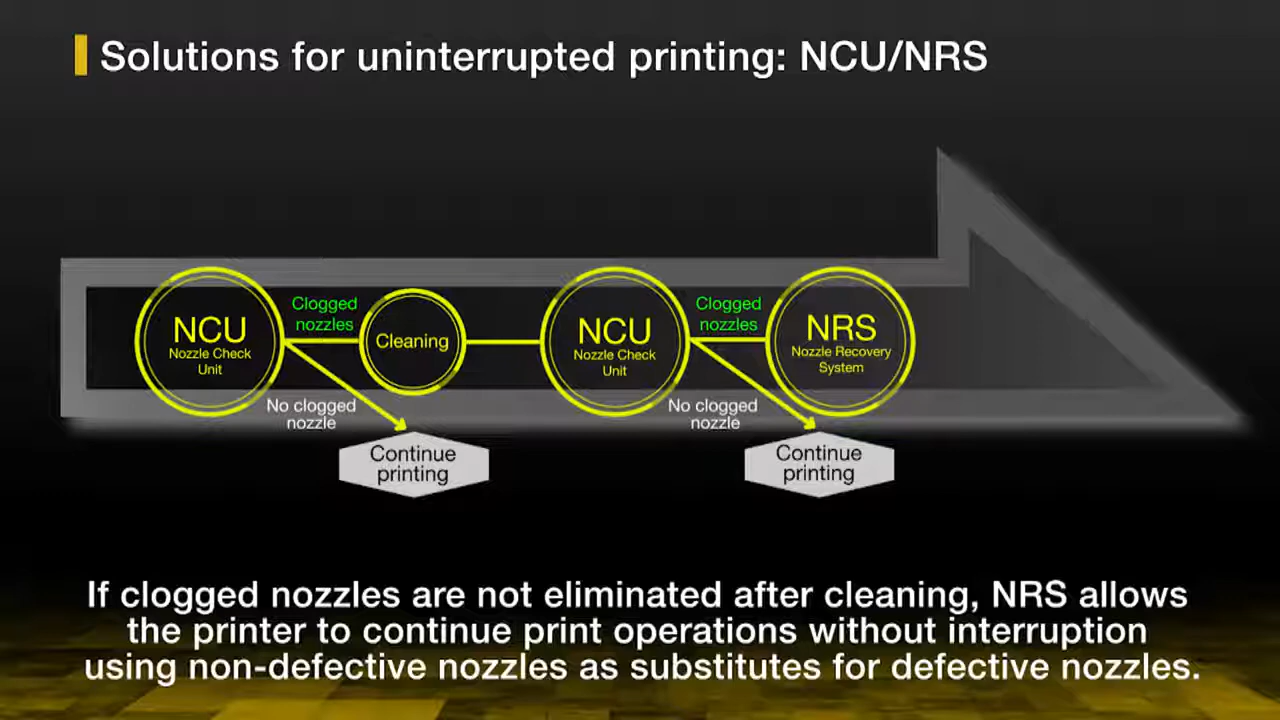 Solutions for uninterrupted printing: NCU/NRS
NCU
Nozzle Check
Unit
Clogged
nozzles
Cleaning
No clogged
nozzle
Continue
printing
NCU
Nozzle Check
Unit
Clogged
nozzles
NRS
Nozzle Recovery
System
No clogged
nozzle
Continue
printing
If clogged nozzles are not eliminated after cleaning, NRS allows
the printer to continue print operations without interruption
using non-defective nozzles as substitutes for defective nozzles.